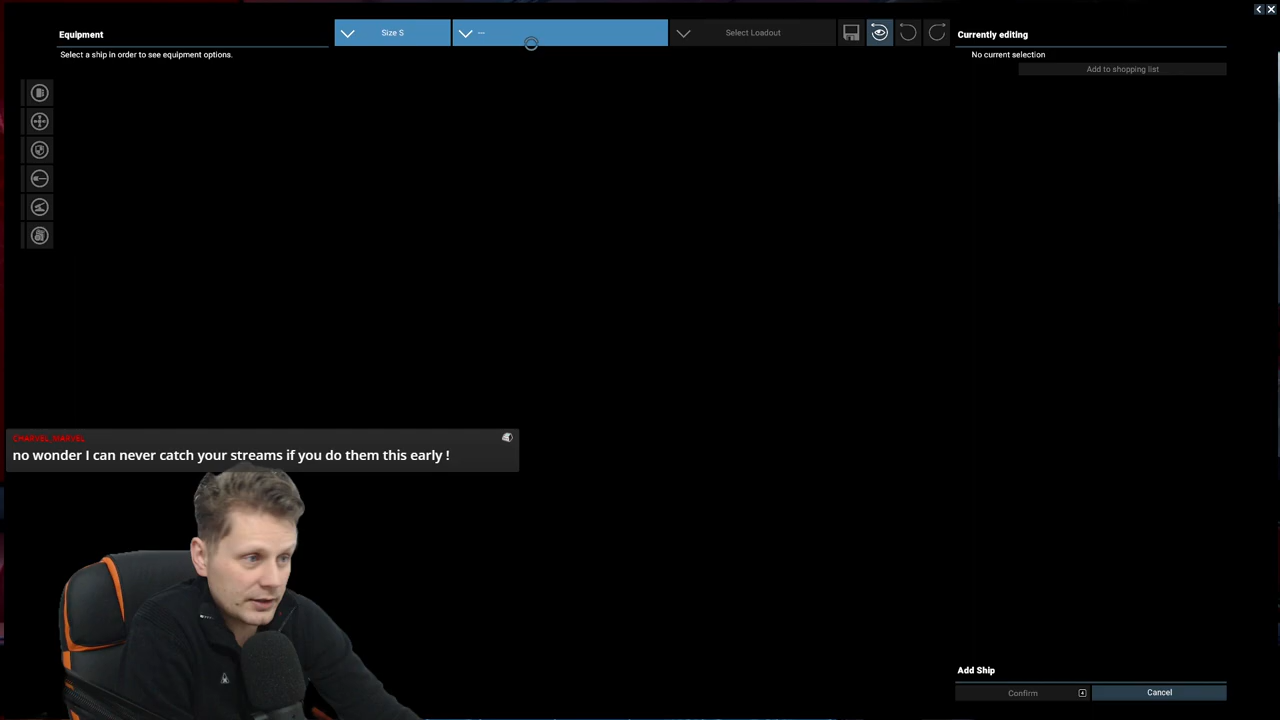 Equipment
Select a ship in order to see equipment options.
Size S
---
Select Loadout
Currently editing
No current selection
Add to shopping list
CHARVEL_MARVEL
no wonder I can never catch your streams if you do them this early !
Add Ship
Confirm
Cancel